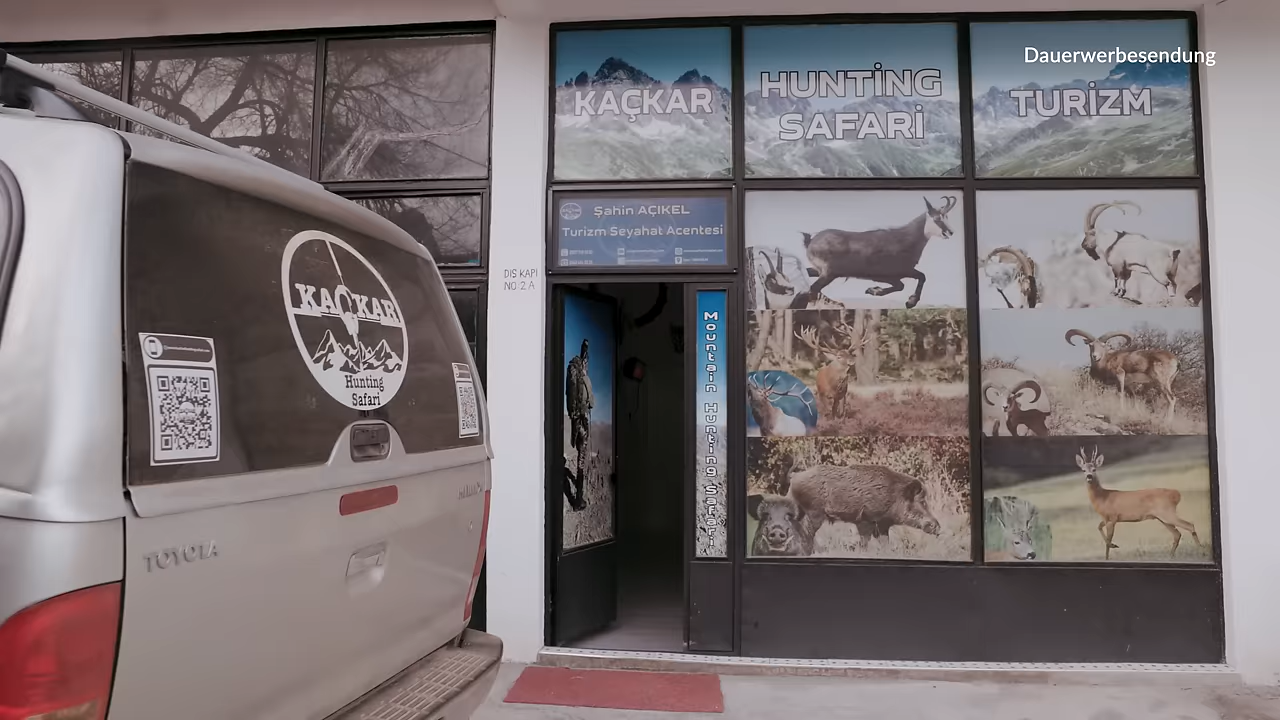 Dauerwerbesendung
KAÇKAR
HUNTİNG
SAFARİ
TURİZM
Şahin AÇIKEL
Turizm Seyahat Acentesi
DIŞ KAPI
NO: 2 A
Mountain Hunting Safari
KAÇKAR
Hunting
Safari
TOYOTA